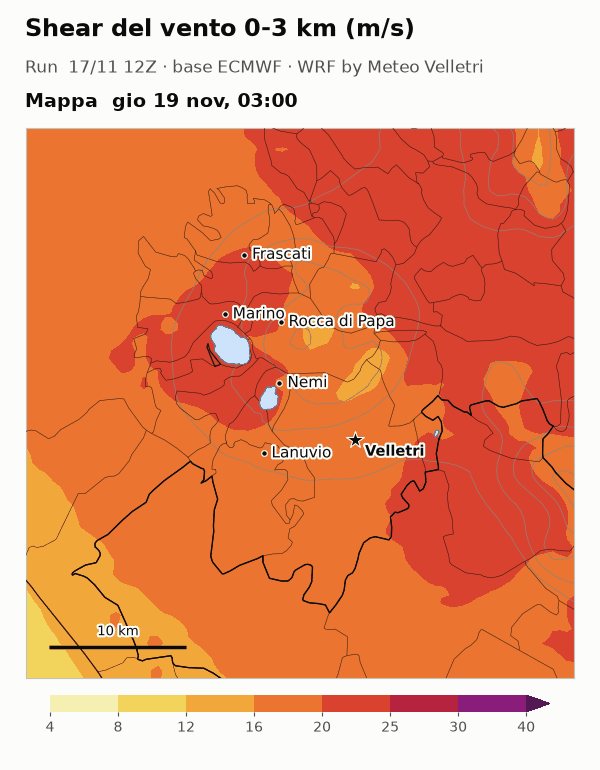 Shear del vento 0-3 km (m/s)
Run  17/11 12Z · base ECMWF · WRF by Meteo Velletri
Mappa  gio 19 nov, 03:00
Frascati
Marino
Rocca di Papa
Nemi
Velletri
Lanuvio
10 km
4 8 12 16 20 25 30 40